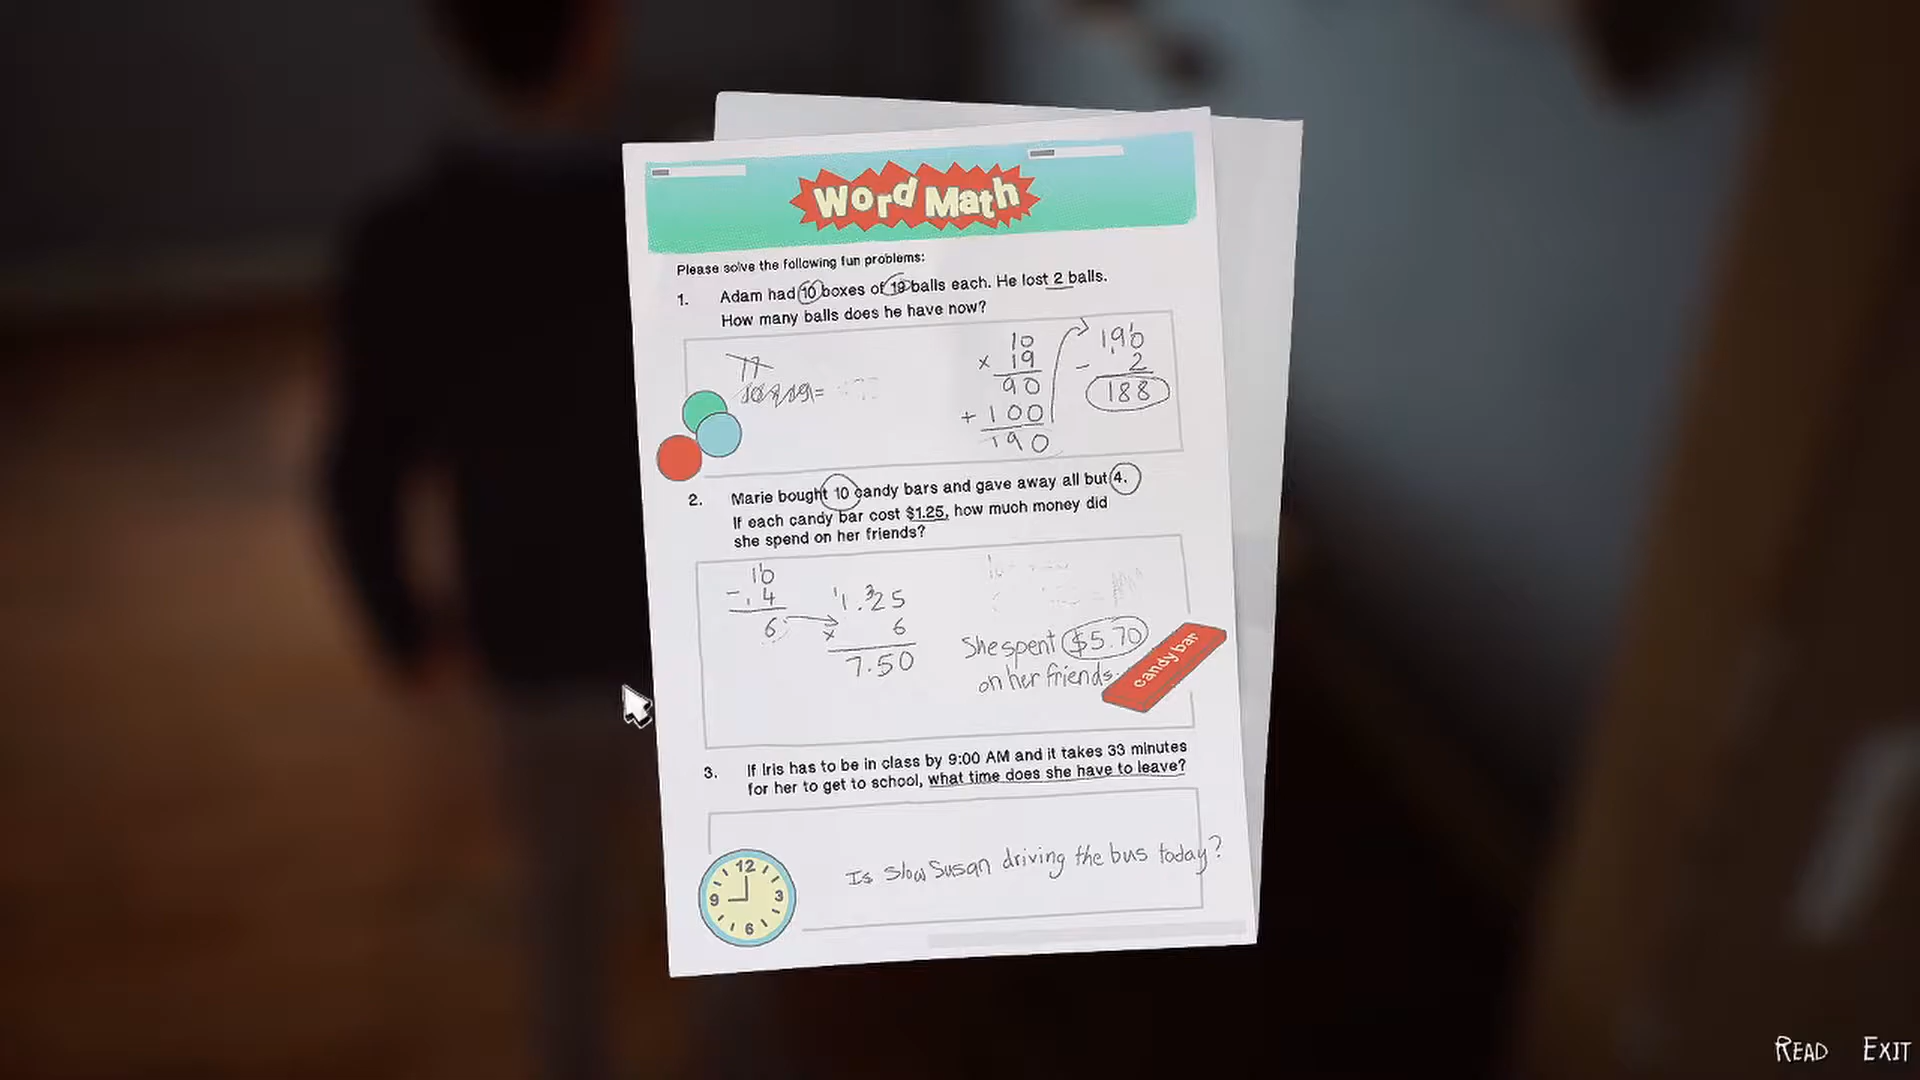 Word Math
Please solve the following fun problems:
1. Adam had 10 boxes of 19 balls each. He lost 2 balls.
How many balls does he have now?
17
10
x 19
90
+ 100
190
190
- 2
188
2. Marie bought 10 candy bars and gave away all but 4.
If each candy bar cost $1.25, how much money did
she spend on her friends?
10
- 4
6
1.25
x 6
7.50
She spent $5.70
on her friends.
candy bar
3. If Iris has to be in class by 9:00 AM and it takes 33 minutes
for her to get to school, what time does she have to leave?
12
9 3
6
Is Slow Susan driving the bus today?
READ EXIT